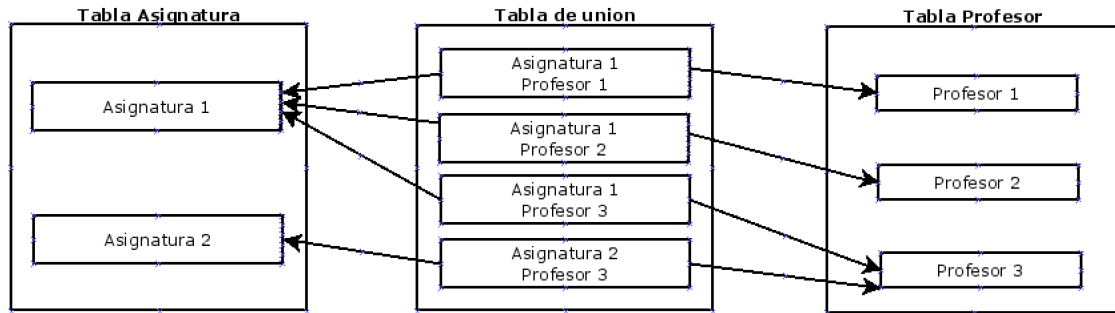 Tabla Asignatura
Asignatura 1
Asignatura 2
Tabla de union
Asignatura 1
Profesor 1
Asignatura 1
Profesor 2
Asignatura 1
Profesor 3
Asignatura 2
Profesor 3
Tabla Profesor
Profesor 1
Profesor 2
Profesor 3